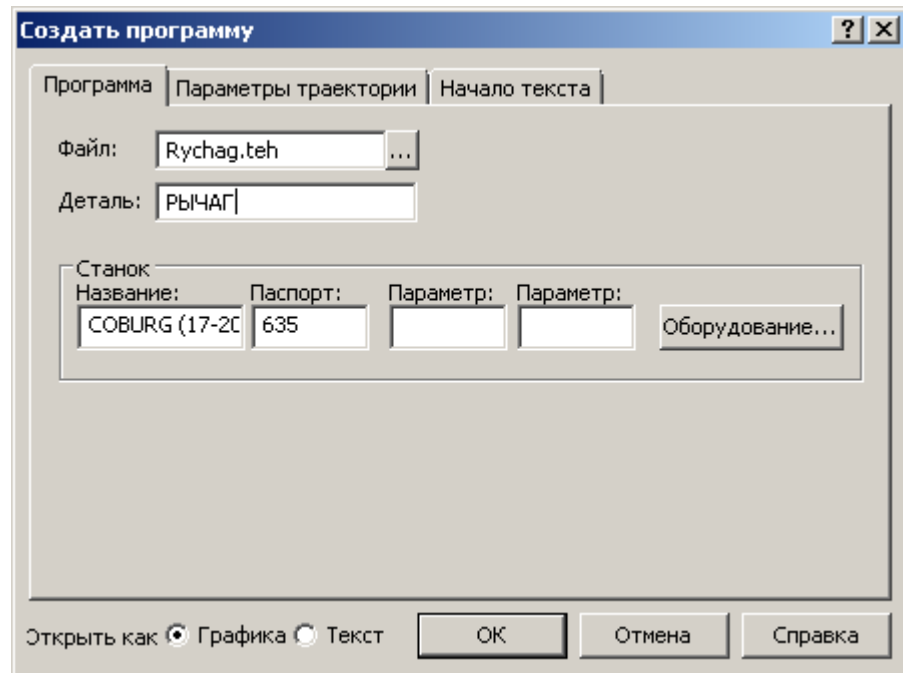 Создать программу
Программа Параметры траектории Начало текста
Файл: Rychag.teh ...
Деталь: РЫЧАГ
Станок
Название: Паспорт: Параметр: Параметр:
COBURG (17-20 635 Оборудование...
Открыть как Графика Текст ОК Отмена Справка